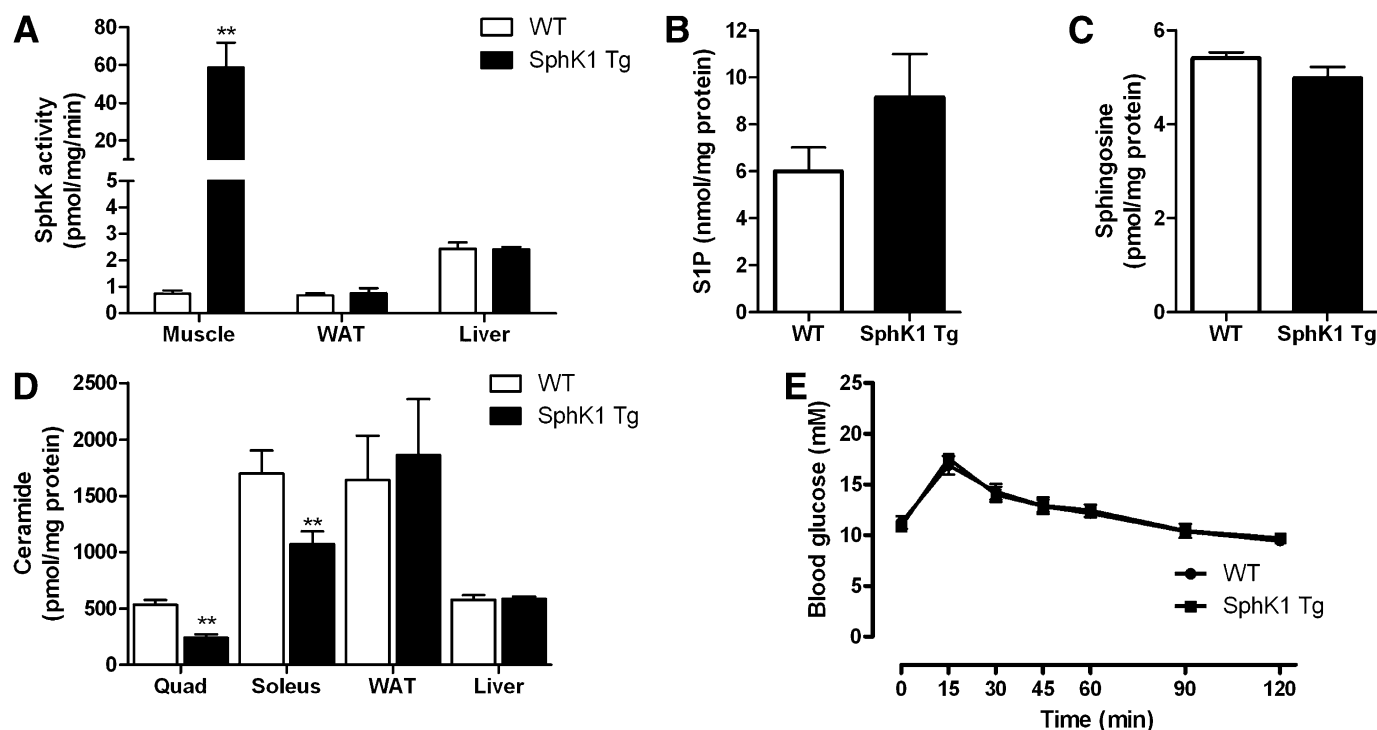 A
SphK activity
(pmol/mg/min)
80
60
40
20
5
4
3
2
1
0
**
WT
SphK1 Tg
Muscle WAT Liver
B
S1P (nmol/mg protein)
12
10
8
6
4
2
0
WT SphK1 Tg
C
Sphingosine
(pmol/mg protein)
6
4
2
0
WT SphK1 Tg
D
Ceramide
(pmol/mg protein)
2500
2000
1500
1000
500
0
**
**
WT
SphK1 Tg
Quad Soleus WAT Liver
E
Blood glucose (mM)
25
20
15
10
5
0
WT
SphK1 Tg
0 15 30 45 60 90 120
Time (min)